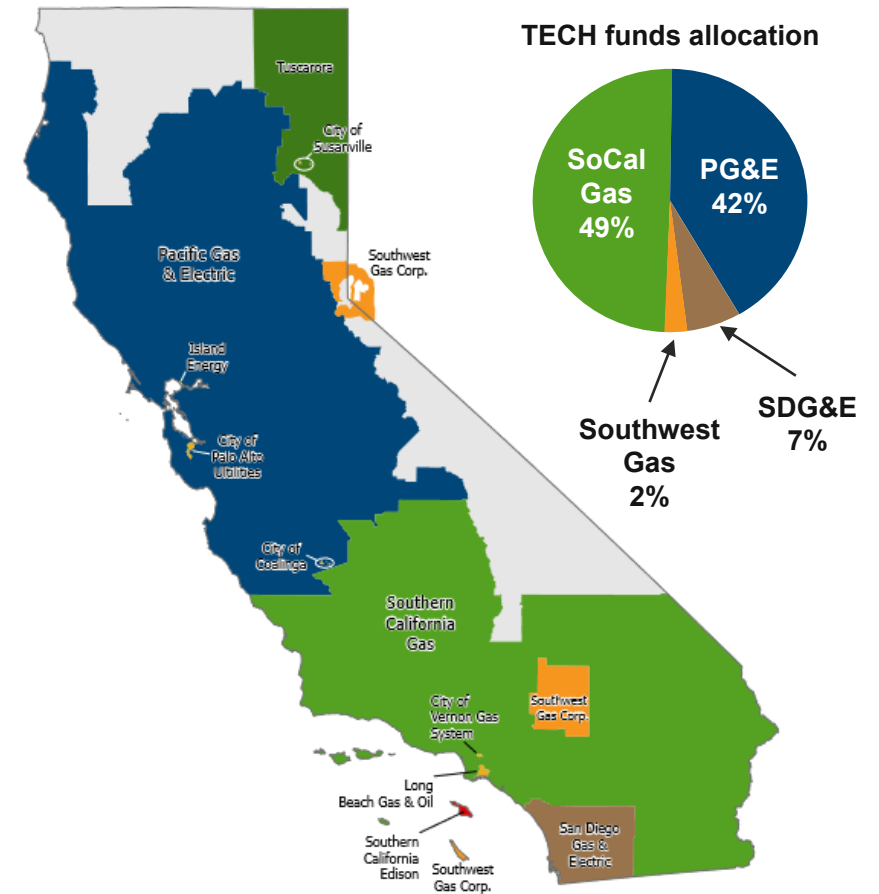 TECH funds allocation
SoCal
Gas
49%
PG&E
42%
Southwest
Gas
2%
SDG&E
7%
Tuscarora
City of
Susanville
Pacific Gas
& Electric
Southwest
Gas Corp.
Island
Energy
City of
Palo Alto
Ultilities
City of
Coalinga
Southern
California
Gas
Southwest
Gas Corp.
City of
Vernon Gas
System
Long
Beach Gas & Oil
Southern
California
Edison
Southwest
Gas Corp.
San Diego
Gas &
Electric